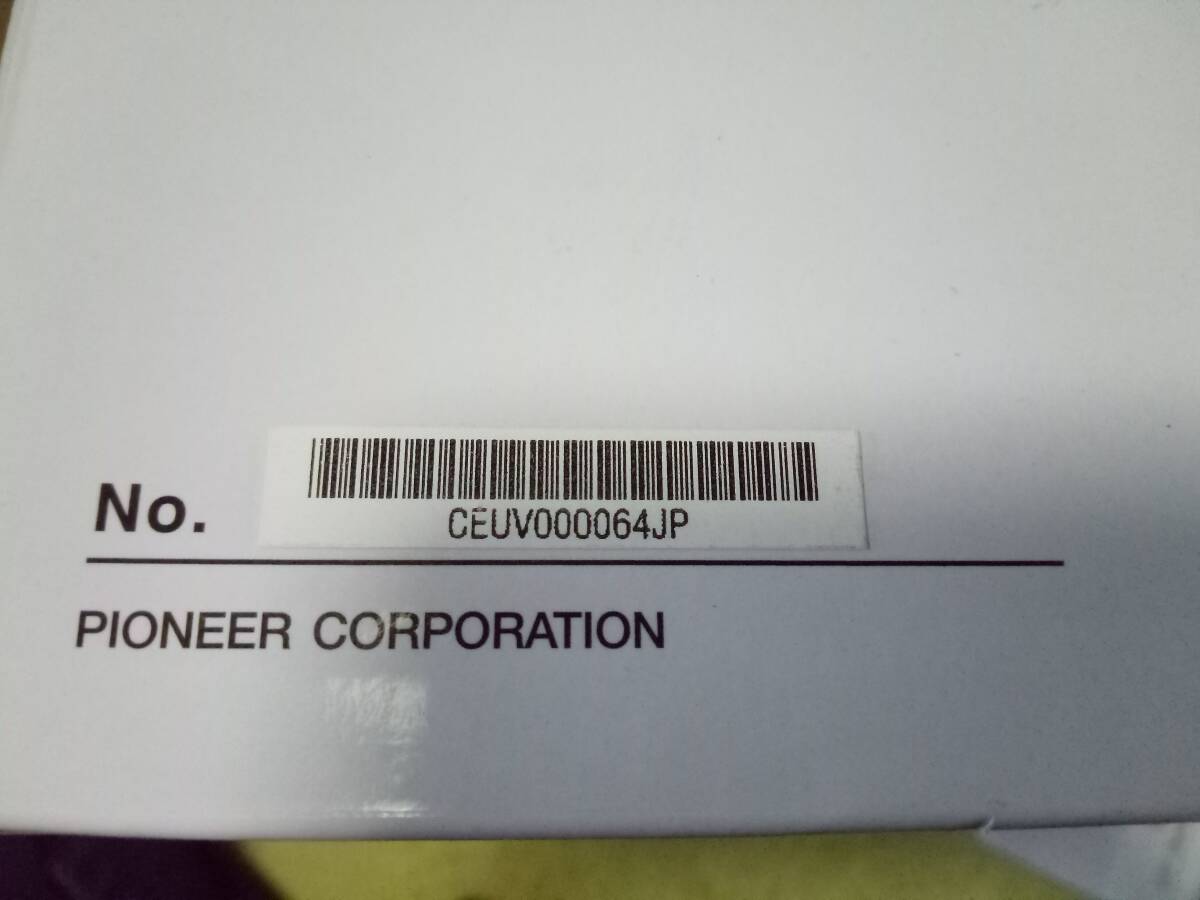 No.
CEUV000064JP
PIONEER CORPORATION